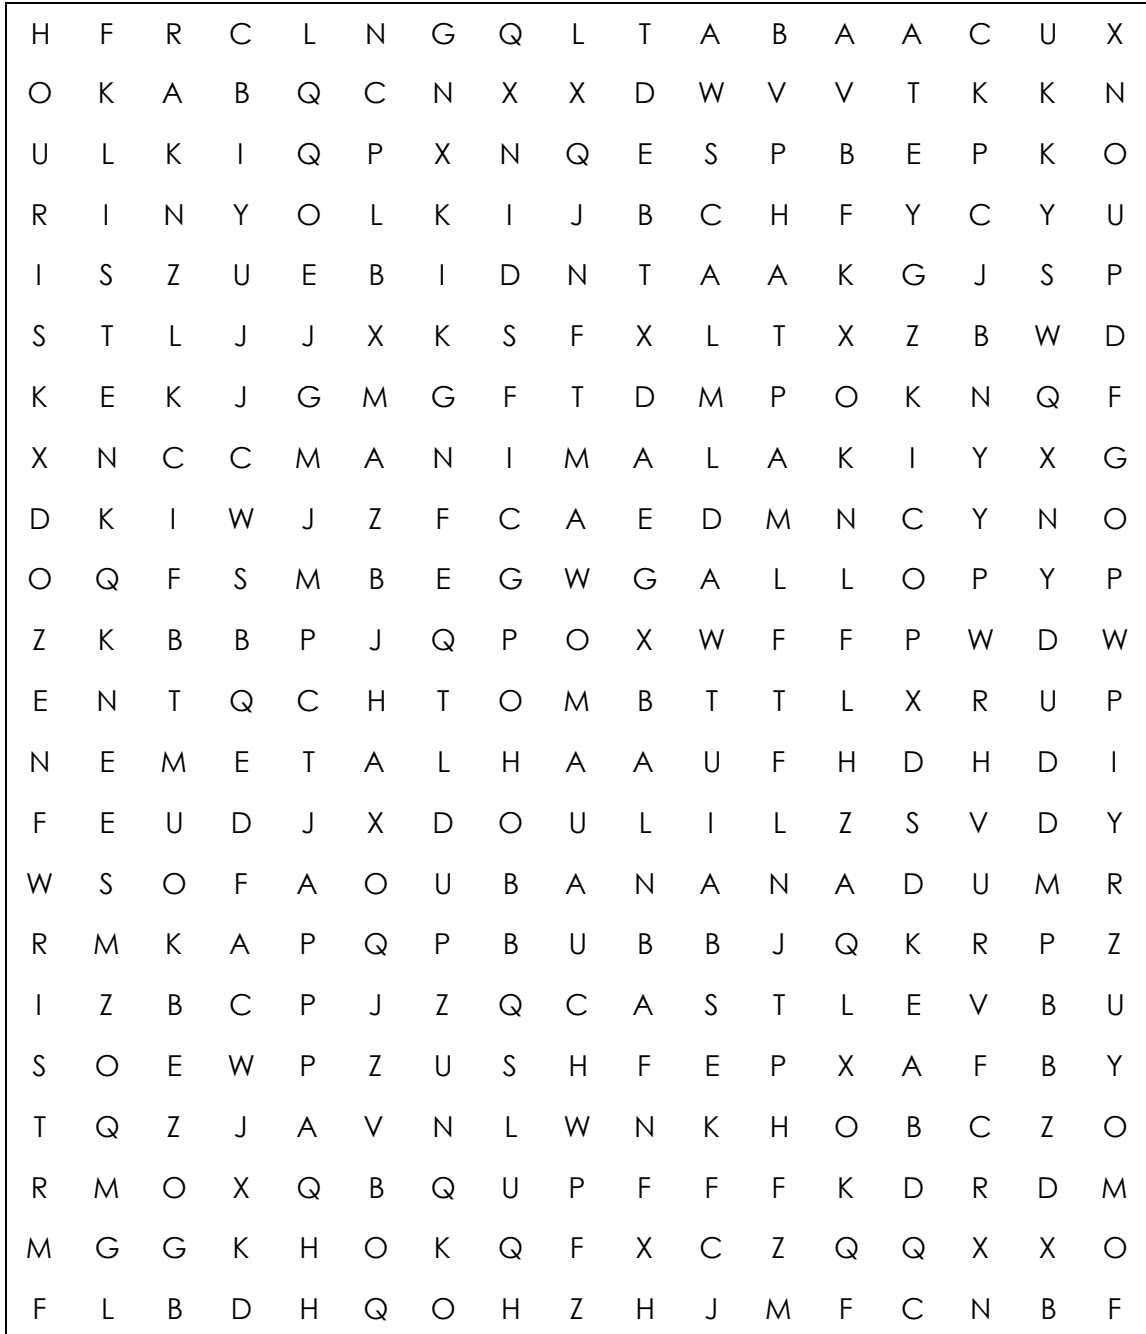 H F R C L N G Q L T A B A A C U X
O K A B Q C N X X D W V V T K K N
U L K I Q P X N Q E S P B E P K O
R I N Y O L K I J B C H F Y C Y U
I S Z U E B I D N T A A K G J S P
S T L J J X K S F X L T X Z B W D
K E K J G M G F T D M P O K N Q F
X N C C M A N I M A L A K I Y X G
D K I W J Z F C A E D M N C Y N O
O Q F S M B E G W G A L L O P Y P
Z K B B P J Q P O X W F F P W D W
E N T Q C H T O M B T T L X R U P
N E M E T A L H A A U F H D H D I
F E U D J X D O U L I L Z S V D Y
W S O F A O U B A N A N A D U M R
R M K A P Q P B U B B J Q K R P Z
I Z B C P J Z Q C A S T L E V B U
S O E W P Z U S H F E P X A F B Y
T Q Z J A V N L W N K H O B C Z O
R M O X Q B Q U P F F F K D R D M
M G G K H O K Q F X C Z Q Q X X O
F L B D H Q O H Z H J M F C N B F